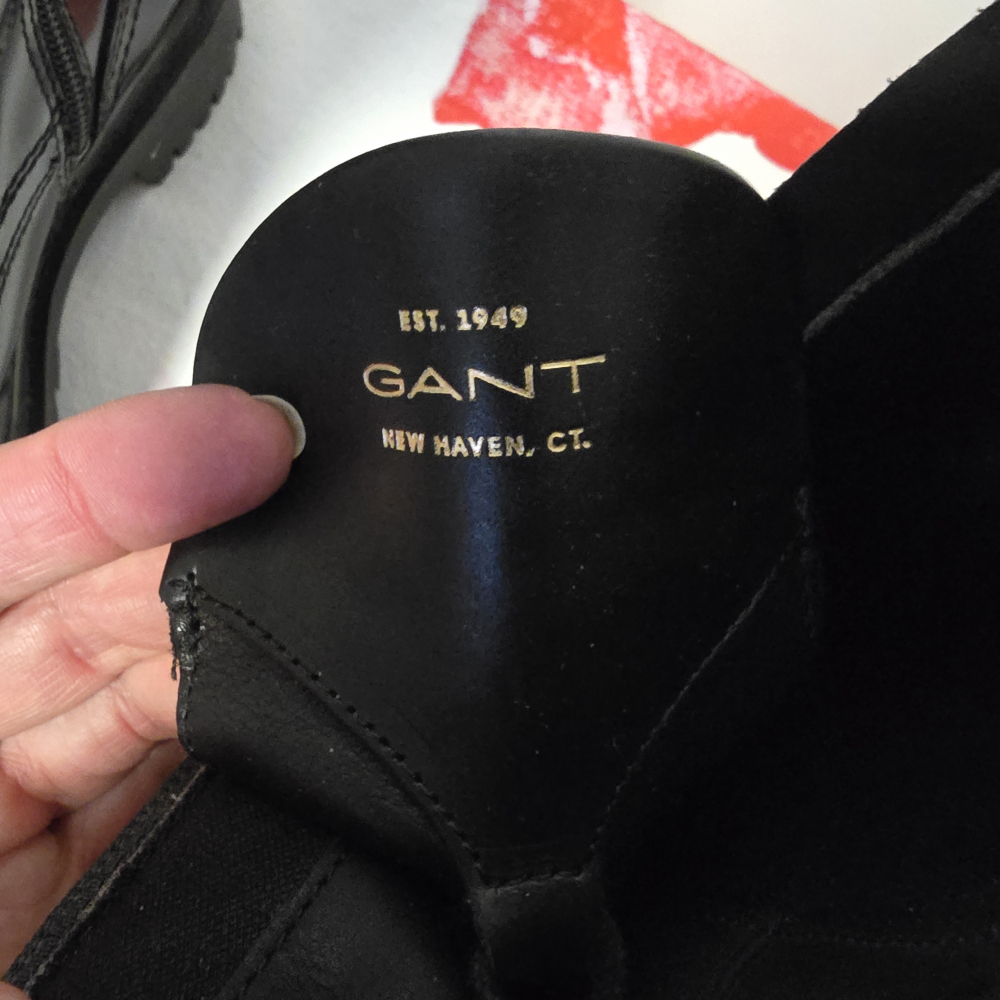 EST. 1949
GANT
NEW HAVEN, CT.